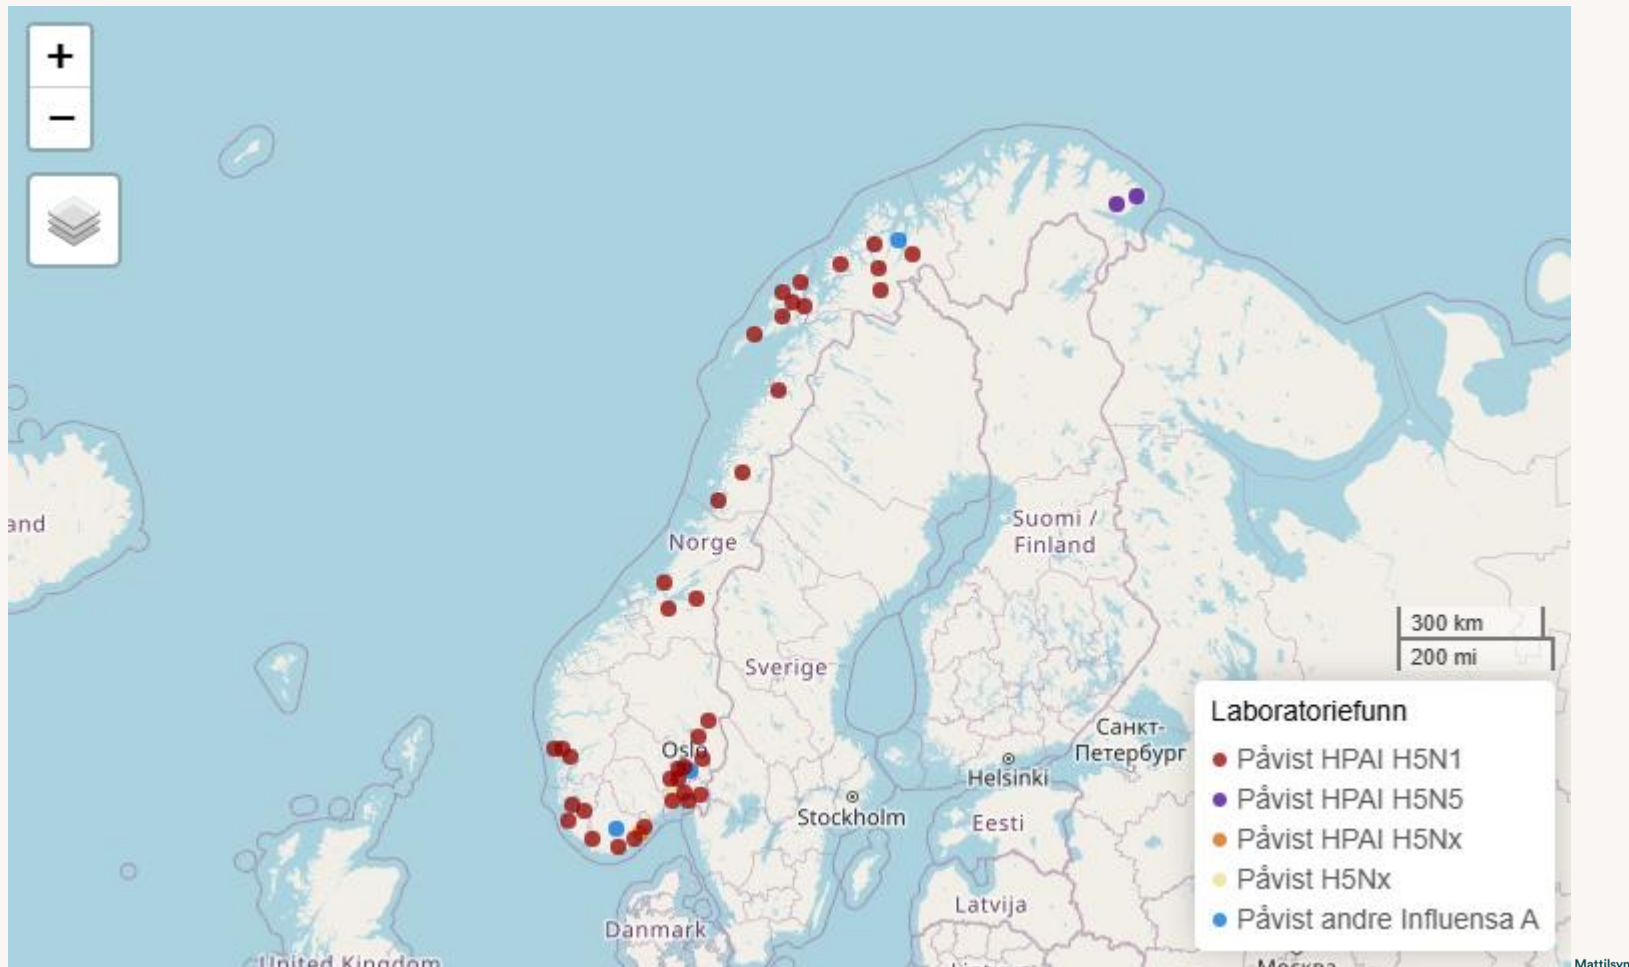 +
−
and
Norge
Suomi /
Finland
Sverige
300 km
200 mi
Oslo
Санкт-
Петербург
Helsinki
Stockholm
Eesti
Latvija
Danmark
United Kingdom
Москва
Laboratoriefunn
Påvist HPAI H5N1
Påvist HPAI H5N5
Påvist HPAI H5Nx
Påvist H5Nx
Påvist andre Influensa A